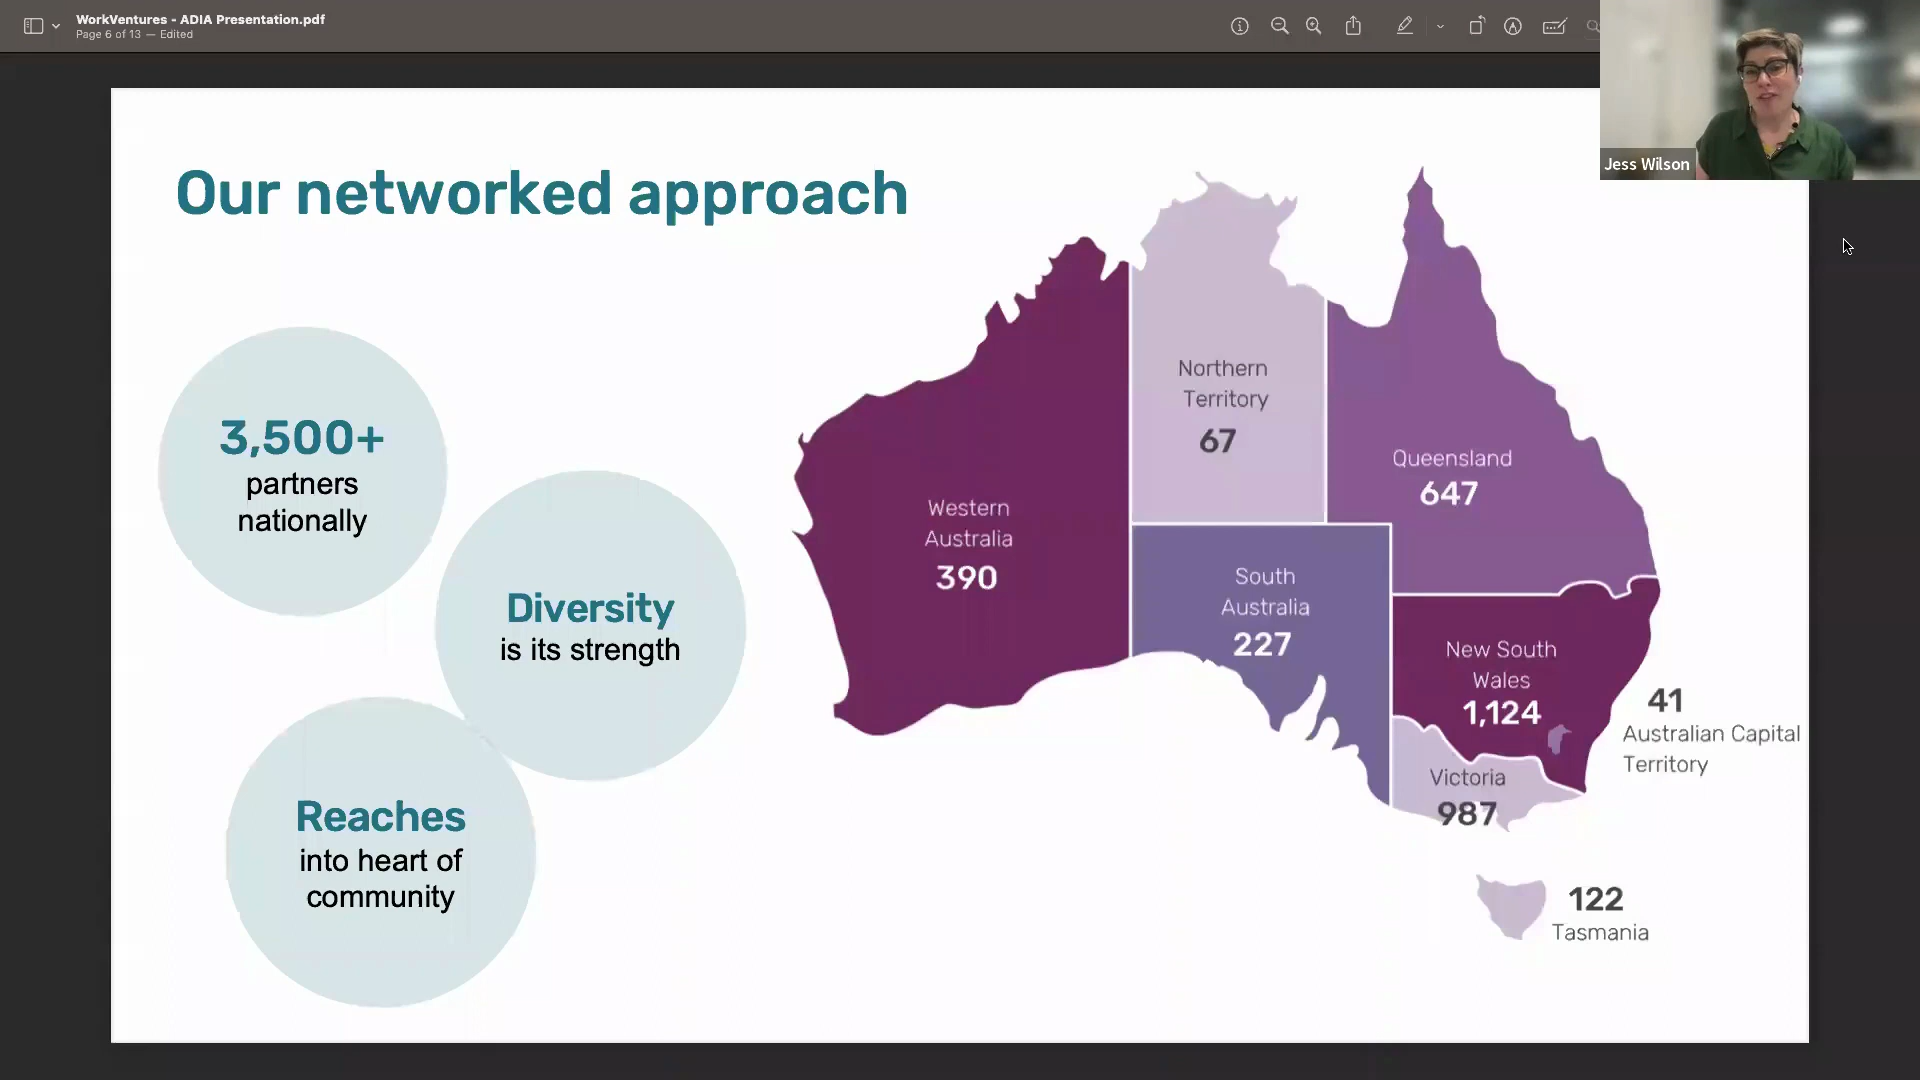 WorkVentures - ADIA Presentation.pdf
Page 6 of 13 — Edited
Jess Wilson
Our networked approach
3,500+
partners
nationally
Diversity
is its strength
Reaches
into heart of
community
Western
Australia
390
Northern
Territory
67
Queensland
647
South
Australia
227
New South
Wales
1,124
41
Australian Capital
Territory
Victoria
987
122
Tasmania